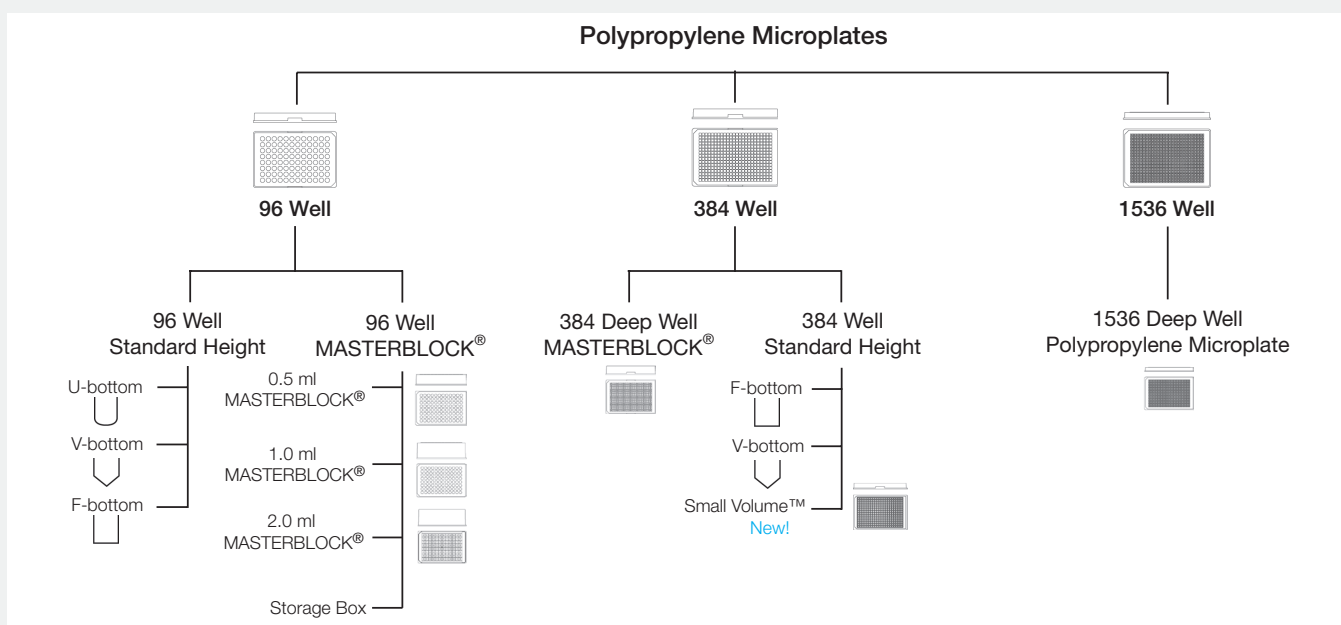 Polypropylene Microplates
96 Well
384 Well
1536 Well
96 Well
Standard Height
U-bottom
V-bottom
F-bottom
96 Well
MASTERBLOCK®
0.5 ml
MASTERBLOCK®
1.0 ml
MASTERBLOCK®
2.0 ml
MASTERBLOCK®
Storage Box
384 Deep Well
MASTERBLOCK®
384 Well
Standard Height
F-bottom
V-bottom
Small Volume™
New!
1536 Deep Well
Polypropylene Microplate